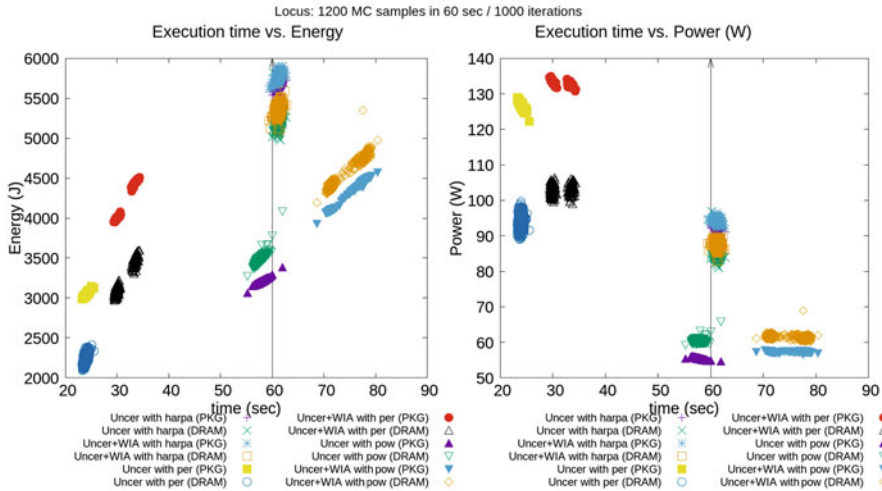 Locus: 1200 MC samples in 60 sec / 1000 iterations
Execution time vs. Energy
6000
5500
5000
4500
4000
3500
3000
2500
2000
Energy (J)
20 30 40 50 60 70 80 90
time (sec)
Uncer with harpa (PKG)
Uncer with harpa (DRAM)
Uncer+WIA with harpa (PKG)
Uncer+WIA with harpa (DRAM)
Uncer with per (PKG)
Uncer with per (DRAM)
Uncer+WIA with per (PKG)
Uncer+WIA with per (DRAM)
Uncer with pow (PKG)
Uncer with pow (DRAM)
Uncer+WIA with pow (PKG)
Uncer+WIA with pow (DRAM)
Execution time vs. Power (W)
140
130
120
110
100
90
80
70
60
50
Power (W)
20 30 40 50 60 70 80 90
time (sec)
Uncer with harpa (PKG)
Uncer with harpa (DRAM)
Uncer+WIA with harpa (PKG)
Uncer+WIA with harpa (DRAM)
Uncer with per (PKG)
Uncer with per (DRAM)
Uncer+WIA with per (PKG)
Uncer+WIA with per (DRAM)
Uncer with pow (PKG)
Uncer with pow (DRAM)
Uncer+WIA with pow (PKG)
Uncer+WIA with pow (DRAM)